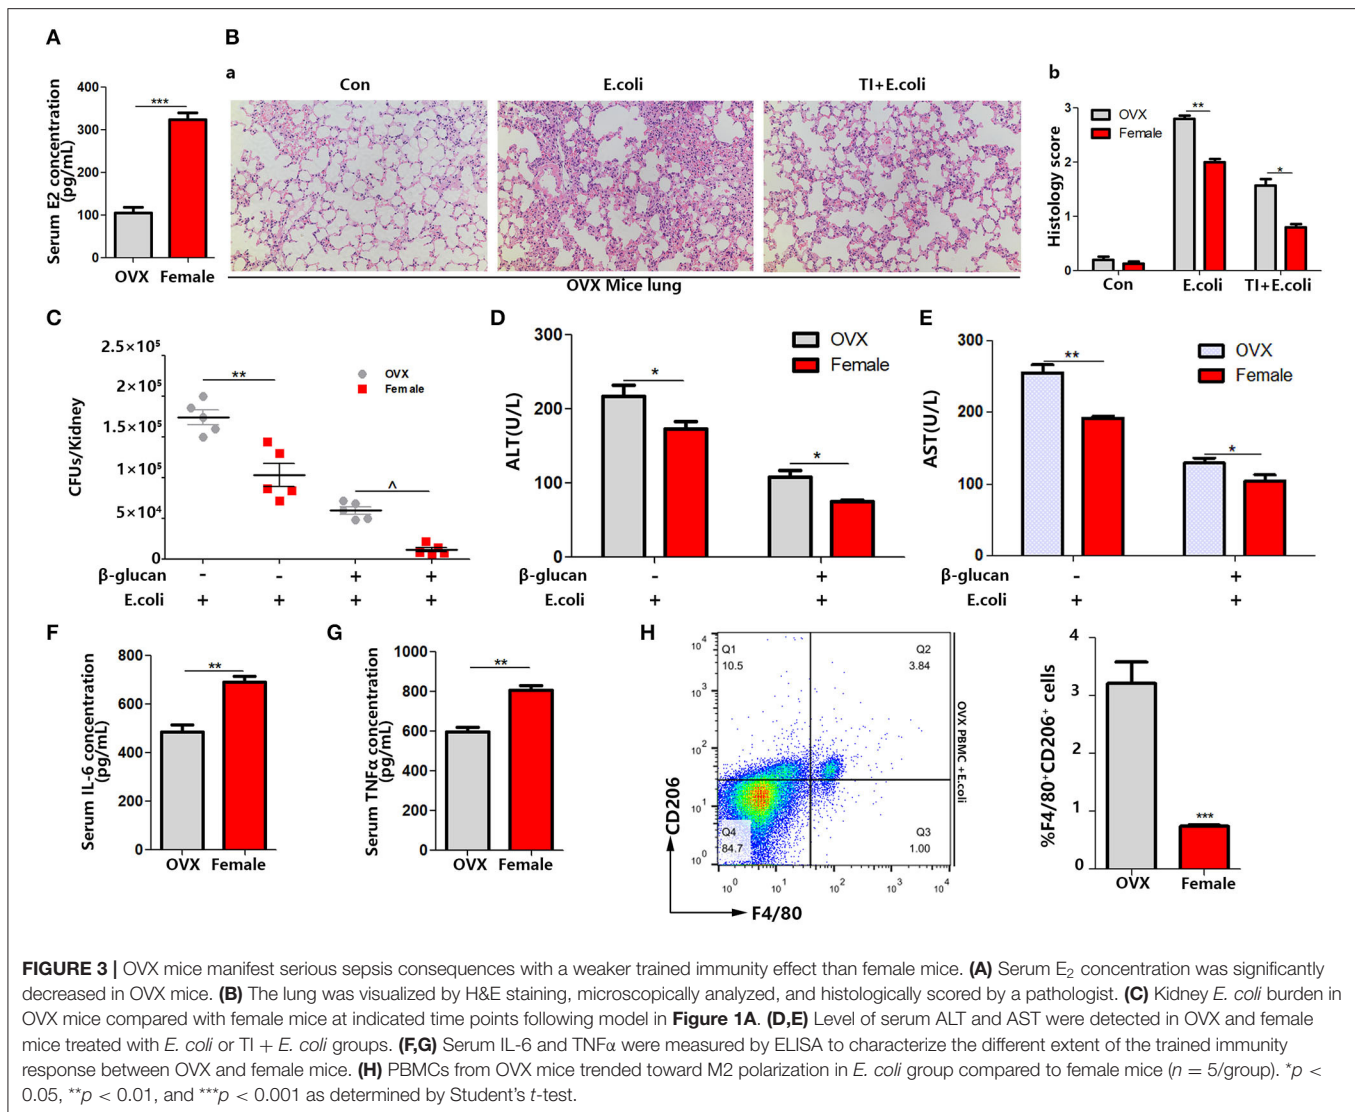 A
Serum E2 concentration
(pg/mL)
400
300
200
100
0
***
OVX Female
B
a
Con
E.coli
TI+E.coli
OVX Mice lung
b
Histology score
3
2
1
0
OVX
Female
**
*
Con
E.coli
TI+E.coli
C
CFUs/Kidney
2.5×10⁵
2×10⁵
1.5×10⁵
1×10⁵
5×10⁴
0
**
^
OVX
Female
β-glucan - - + +
E.coli + + + +
D
ALT(U/L)
300
200
100
0
*
*
OVX
Female
β-glucan - +
E.coli + +
E
AST(U/L)
300
200
100
0
**
*
OVX
Female
β-glucan - +
E.coli + +
F
Serum IL-6 concentration
(pg/mL)
800
600
400
200
0
**
OVX Female
G
Serum TNFα concentration
(pg/mL)
1000
800
600
400
200
0
**
OVX Female
H
CD206
10⁴
10³
10²
10¹
10⁰
Q1
10.5
Q2
3.84
Q4
84.7
Q3
1.00
10⁰ 10¹ 10² 10³ 10⁴
F4/80
OVX PBMC +E.coli
%F4/80⁺CD206⁺ cells
4
3
2
1
0
***
OVX Female
FIGURE 3 | OVX mice manifest serious sepsis consequences with a weaker trained immunity effect than female mice. (A) Serum E₂ concentration was significantly
decreased in OVX mice. (B) The lung was visualized by H&E staining, microscopically analyzed, and histologically scored by a pathologist. (C) Kidney E. coli burden in
OVX mice compared with female mice at indicated time points following model in Figure 1A. (D,E) Level of serum ALT and AST were detected in OVX and female
mice treated with E. coli or TI + E. coli groups. (F,G) Serum IL-6 and TNFα were measured by ELISA to characterize the different extent of the trained immunity
response between OVX and female mice. (H) PBMCs from OVX mice trended toward M2 polarization in E. coli group compared to female mice (n = 5/group). *p <
0.05, **p < 0.01, and ***p < 0.001 as determined by Student's t-test.